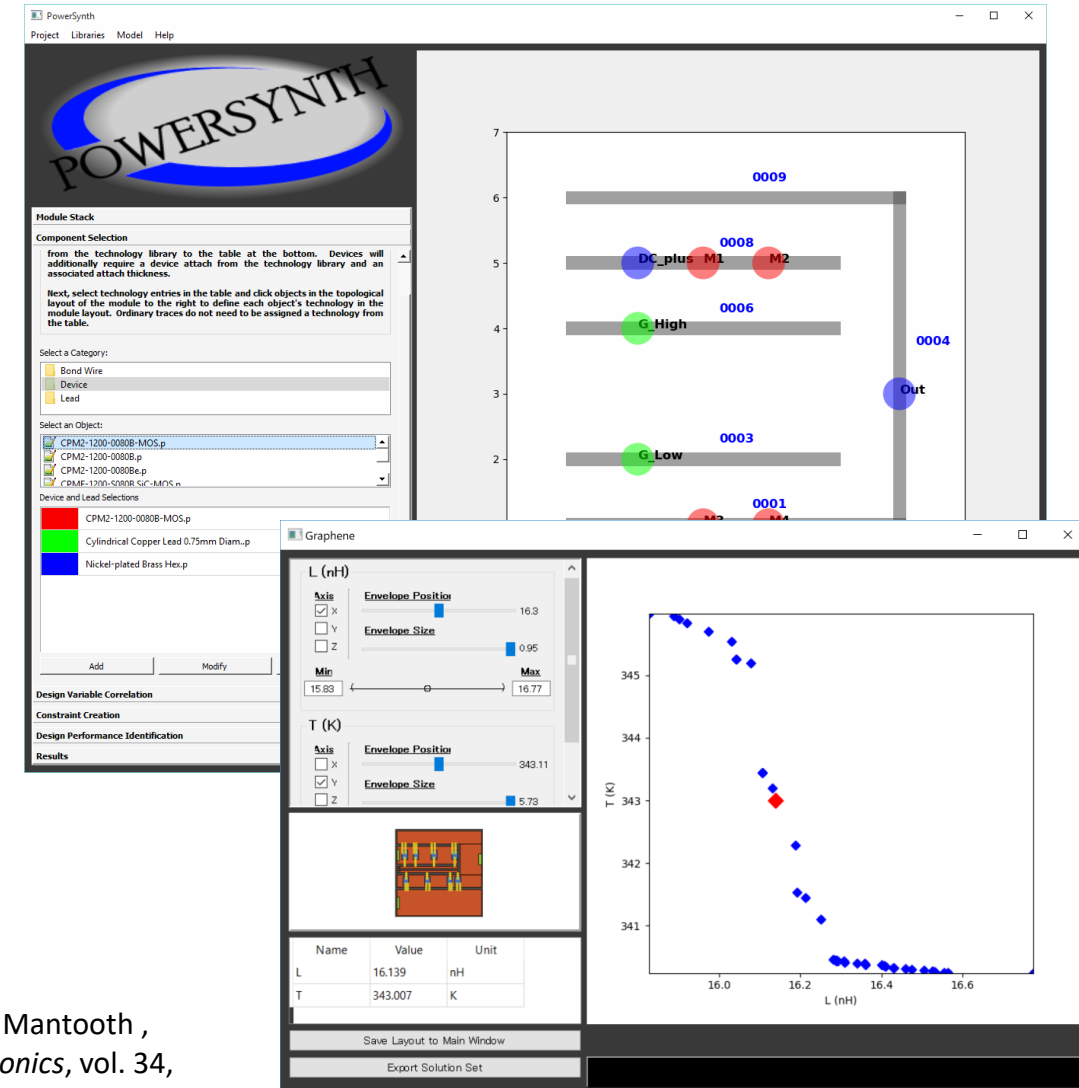 PowerSynth
Project Libraries Model Help
POWERSYNTH
Module Stack
Component Selection
from the technology library to the table at the bottom. Devices will
additionally require a device attach from the technology library and an
associated attach thickness.
Next, select technology entries in the table and click objects in the topological
layout of the module to the right to define each object's technology in the
module layout. Ordinary traces do not need to be assigned a technology from
the table.
Select a Category:
Bond Wire
Device
Lead
Select an Object:
CPM2-1200-0080B-MOS.p
CPM2-1200-0080B.p
CPM2-1200-0080Be.p
Device and Lead Selections
CPM2-1200-0080B-MOS.p
Cylindrical Copper Lead 0.75mm Diam..p
Nickel-plated Brass Hex.p
Add Modify
Design Variable Correlation
Constraint Creation
Design Performance Identification
Results
7
0009
6
0008
5
DC_plus M1 M2
0006
4
G_High
0004
3
Out
0003
2
G_Low
0001
Graphene
L (nH)
Axis Envelope Position
X 16.3
Y Envelope Size
Z 0.95
Min Max
15.83 16.77
T (K)
Axis Envelope Position
X 343.11
Y Envelope Size
Z 5.73
Name Value Unit
L 16.139 nH
T 343.007 K
Save Layout to Main Window
Export Solution Set
345
344
343
342
341
T (K)
16.0 16.2 16.4 16.6
L (nH)
Mantooth ,
onics, vol. 34,